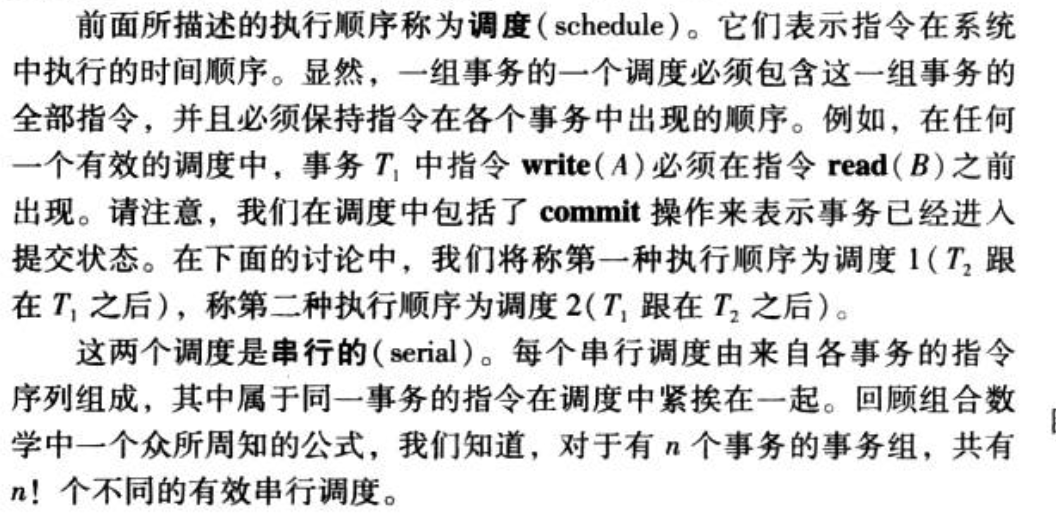 前面所描述的执行顺序称为调度(schedule)。它们表示指令在系统
中执行的时间顺序。显然，一组事务的一个调度必须包含这一组事务的
全部指令，并且必须保持指令在各个事务中出现的顺序。例如，在任何
一个有效的调度中，事务 T₁ 中指令 write(A)必须在指令 read(B)之前
出现。请注意，我们在调度中包括了 commit 操作来表示事务已经进入
提交状态。在下面的讨论中，我们将称第一种执行顺序为调度 1(T₂ 跟
在 T₁ 之后)，称第二种执行顺序为调度 2(T₁ 跟在 T₂ 之后)。
这两个调度是串行的(serial)。每个串行调度由来自各事务的指令
序列组成，其中属于同一事务的指令在调度中紧挨在一起。回顾组合数
学中一个众所周知的公式，我们知道，对于有 n 个事务的事务组，共有
n! 个不同的有效串行调度。